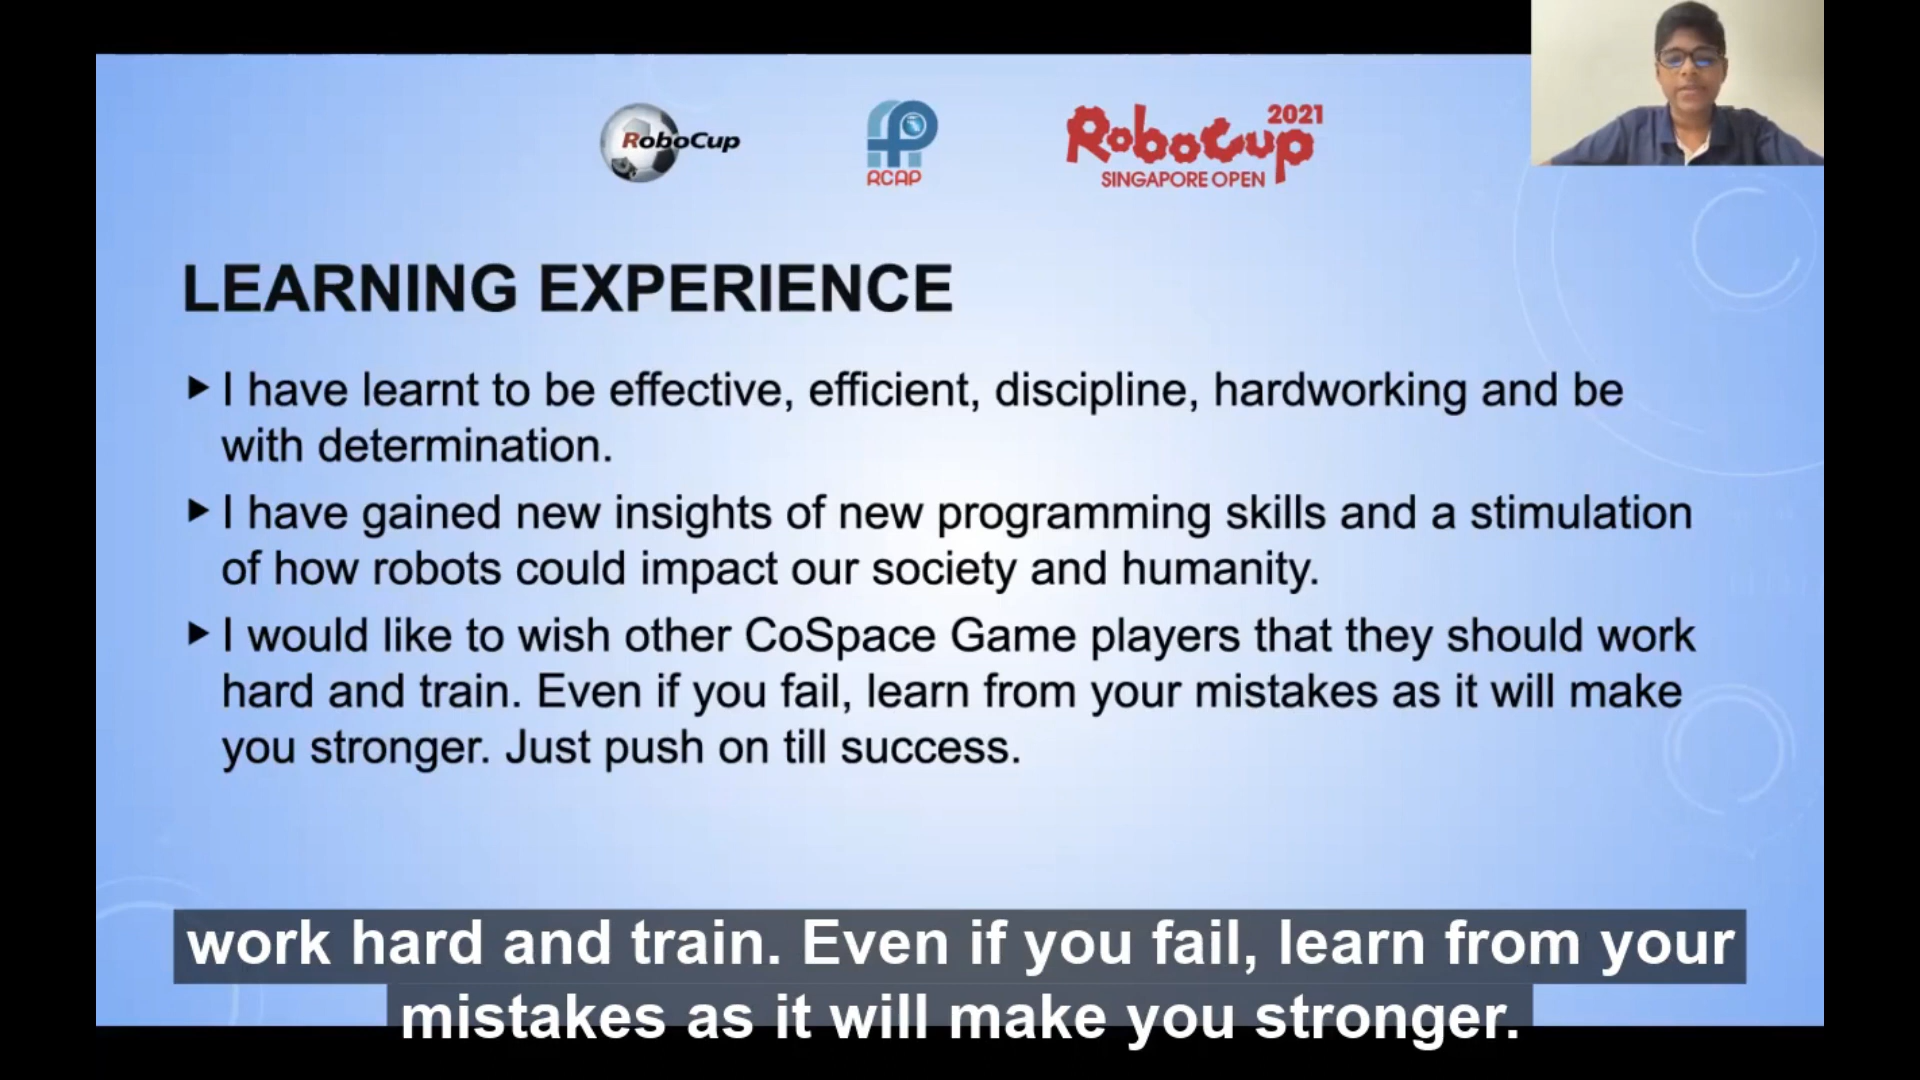 RoboCup
RCAP
2021
RoboCup
SINGAPORE OPEN
LEARNING EXPERIENCE
I have learnt to be effective, efficient, discipline, hardworking and be
with determination.
I have gained new insights of new programming skills and a stimulation
of how robots could impact our society and humanity.
I would like to wish other CoSpace Game players that they should work
hard and train. Even if you fail, learn from your mistakes as it will make
you stronger. Just push on till success.
work hard and train. Even if you fail, learn from your
mistakes as it will make you stronger.